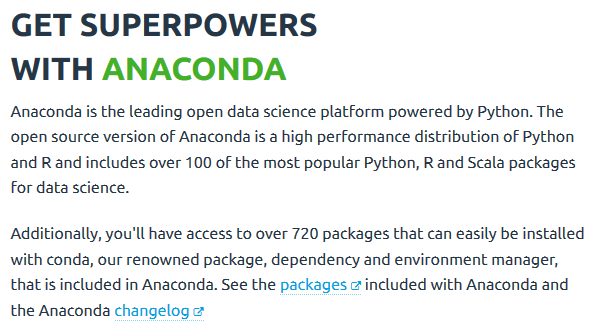 GET SUPERPOWERS
WITH ANACONDA
Anaconda is the leading open data science platform powered by Python. The
open source version of Anaconda is a high performance distribution of Python
and R and includes over 100 of the most popular Python, R and Scala packages
for data science.
Additionally, you'll have access to over 720 packages that can easily be installed
with conda, our renowned package, dependency and environment manager,
that is included in Anaconda. See the packages included with Anaconda and
the Anaconda changelog